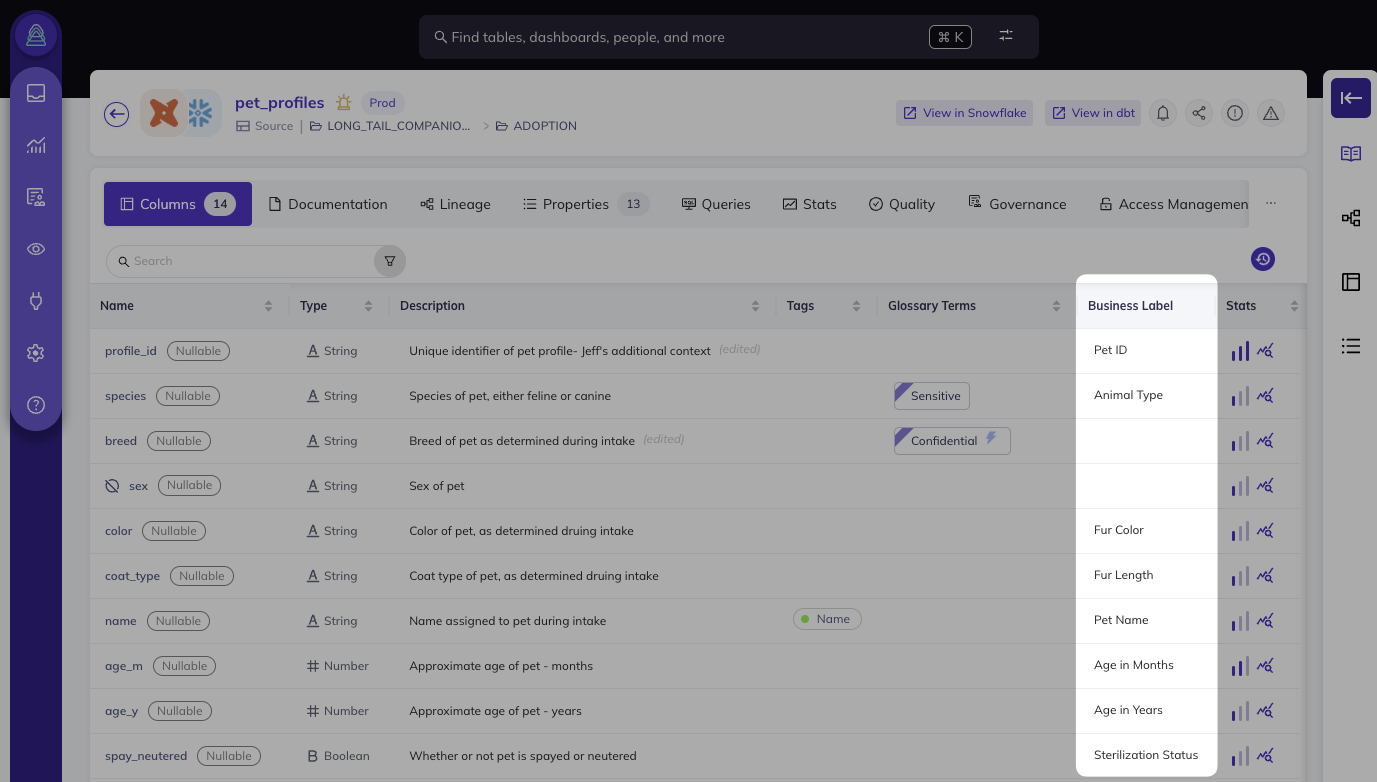 Find tables, dashboards, people, and more ⌘ K
pet_profiles Prod
Source | LONG_TAIL_COMPANIO... > ADOPTION
View in Snowflake View in dbt
Columns 14 Documentation Lineage Properties 13 Queries Stats Quality Governance Access Managemen ...
Search
Name Type Description Tags Glossary Terms Business Label Stats
profile_id Nullable String Unique identifier of pet profile- Jeff's additional context (edited) Pet ID
species Nullable String Species of pet, either feline or canine Sensitive Animal Type
breed Nullable String Breed of pet as determined during intake (edited) Confidential
sex Nullable String Sex of pet
color Nullable String Color of pet, as determined druing intake Fur Color
coat_type Nullable String Coat type of pet, as determined druing intake Fur Length
name Nullable String Name assigned to pet during intake Name Pet Name
age_m Nullable Number Approximate age of pet - months Age in Months
age_y Nullable Number Approximate age of pet - years Age in Years
spay_neutered Nullable Boolean Whether or not pet is spayed or neutered Sterilization Status